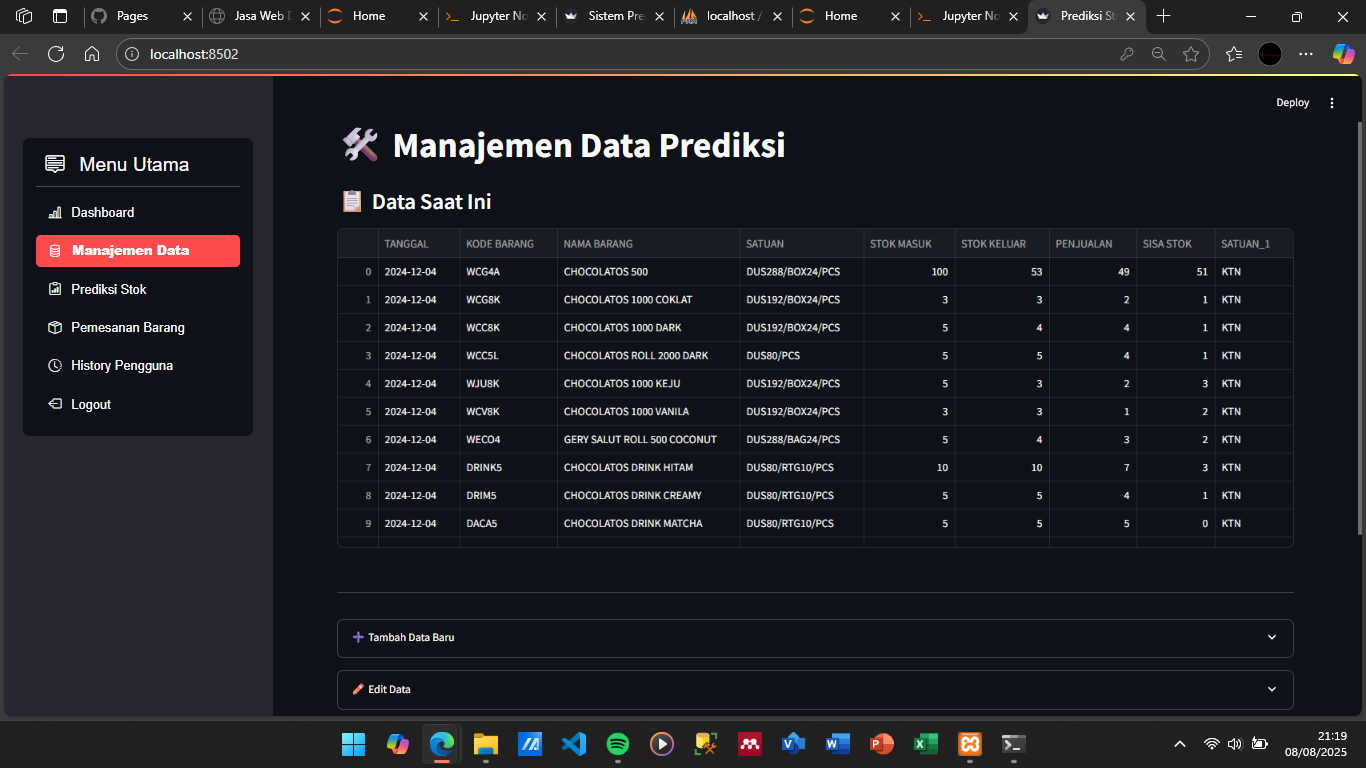 Pages
Jasa Web D
Home
Jupyter No
Sistem Pre
localhost /
Home
Jupyter No
Prediksi St
localhost:8502
Deploy
Menu Utama
Dashboard
Manajemen Data
Prediksi Stok
Pemesanan Barang
History Pengguna
Logout
Manajemen Data Prediksi
Data Saat Ini
TANGGAL KODE BARANG NAMA BARANG SATUAN STOK MASUK STOK KELUAR PENJUALAN SISA STOK SATUAN_1
0 2024-12-04 WCG4A CHOCOLATOS 500 DUS288/BOX24/PCS 100 53 49 51 KTN
1 2024-12-04 WCG8K CHOCOLATOS 1000 COKLAT DUS192/BOX24/PCS 3 3 2 1 KTN
2 2024-12-04 WCC8K CHOCOLATOS 1000 DARK DUS192/BOX24/PCS 5 4 4 1 KTN
3 2024-12-04 WCC5L CHOCOLATOS ROLL 2000 DARK DUS80/PCS 5 5 4 1 KTN
4 2024-12-04 WJU8K CHOCOLATOS 1000 KEJU DUS192/BOX24/PCS 5 3 2 3 KTN
5 2024-12-04 WCV8K CHOCOLATOS 1000 VANILA DUS192/BOX24/PCS 3 3 1 2 KTN
6 2024-12-04 WECO4 GERY SALUT ROLL 500 COCONUT DUS288/BAG24/PCS 5 4 3 2 KTN
7 2024-12-04 DRINK5 CHOCOLATOS DRINK HITAM DUS80/RTG10/PCS 10 10 7 3 KTN
8 2024-12-04 DRIM5 CHOCOLATOS DRINK CREAMY DUS80/RTG10/PCS 5 5 4 1 KTN
9 2024-12-04 DACA5 CHOCOLATOS DRINK MATCHA DUS80/RTG10/PCS 5 5 5 0 KTN
Tambah Data Baru
Edit Data
21:19
08/08/2025